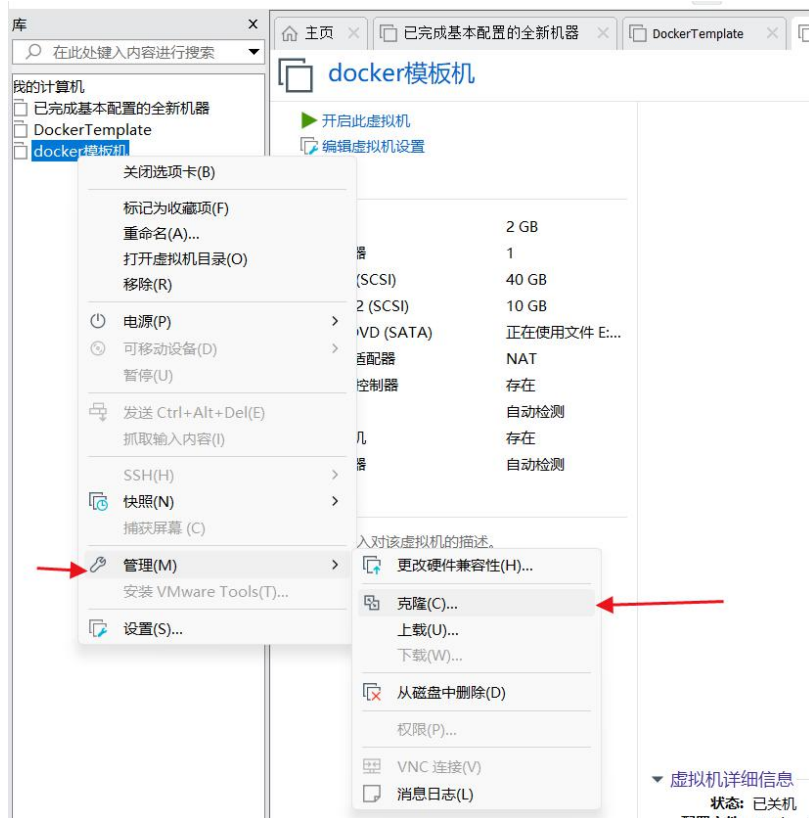 库
主页
已完成基本配置的全新机器
DockerTemplate
在此处键入内容进行搜索
docker模板机
我的计算机
已完成基本配置的全新机器
DockerTemplate
docker模板机
开启此虚拟机
编辑虚拟机设置
关闭选项卡(B)
标记为收藏项(F)
重命名(A)...
打开虚拟机目录(O)
移除(R)
电源(P)
可移动设备(D)
暂停(U)
发送 Ctrl+Alt+Del(E)
抓取输入内容(I)
SSH(H)
快照(N)
捕获屏幕 (C)
管理(M)
安装 VMware Tools(T)...
设置(S)...
2 GB
器 1
(SCSI) 40 GB
2 (SCSI) 10 GB
VD (SATA) 正在使用文件 E:...
适配器 NAT
控制器 存在
自动检测
机 存在
器 自动检测
入对该虚拟机的描述。
更改硬件兼容性(H)...
克隆(C)...
上载(U)...
下载(W)...
从磁盘中删除(D)
权限(P)...
VNC 连接(V)
消息日志(L)
虚拟机详细信息
状态: 已关机